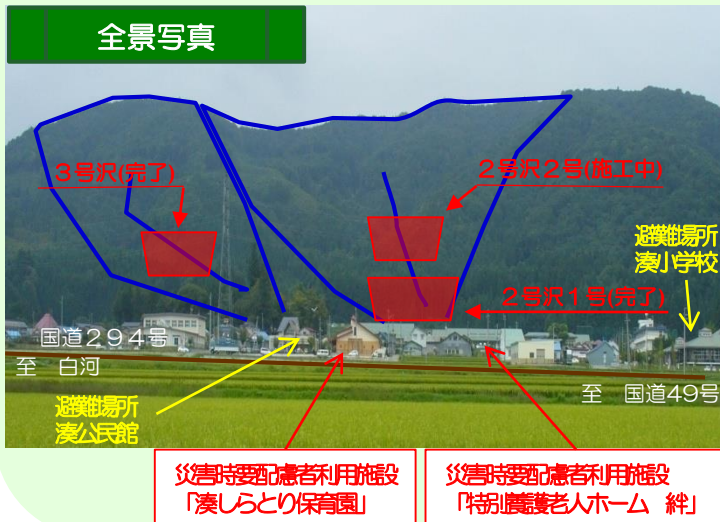 全景写真
3号沢(完了)
2号沢2号(施工中)
避難場所
湊小学校
2号沢1号(完了)
国道294号
至 白河
至 国道49号
避難場所
湊公民館
災害時要配慮者利用施設
「湊しらとり保育園」
災害時要配慮者利用施設
「特別養護老人ホーム 絆」